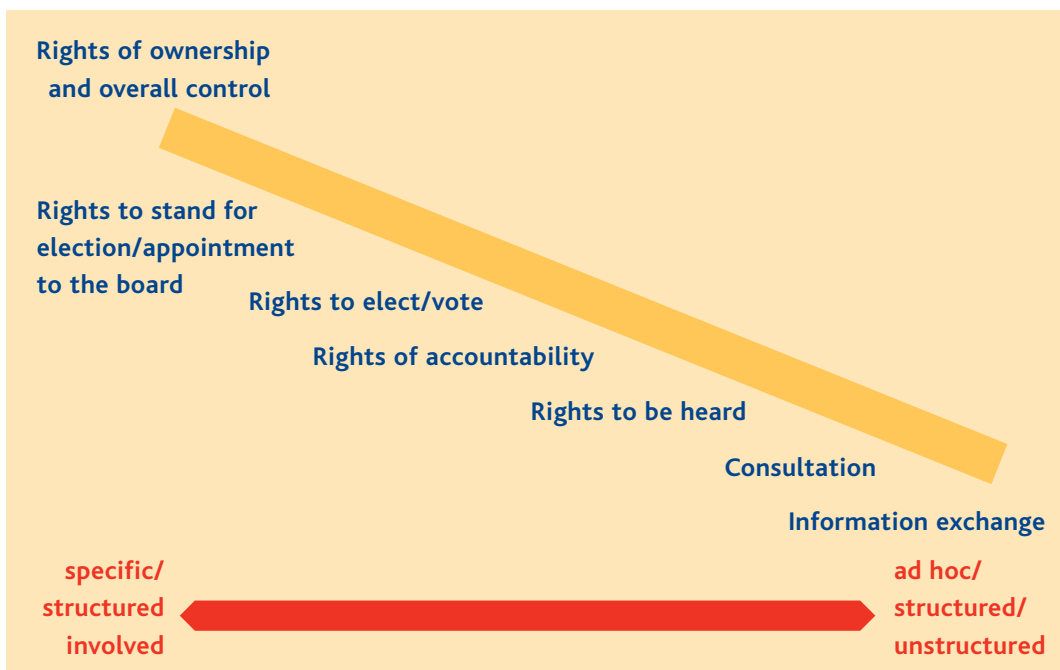 Rights of ownership
and overall control
Rights to stand for
election/appointment
to the board
Rights to elect/vote
Rights of accountability
Rights to be heard
Consultation
Information exchange
specific/
structured
involved
ad hoc/
structured/
unstructured